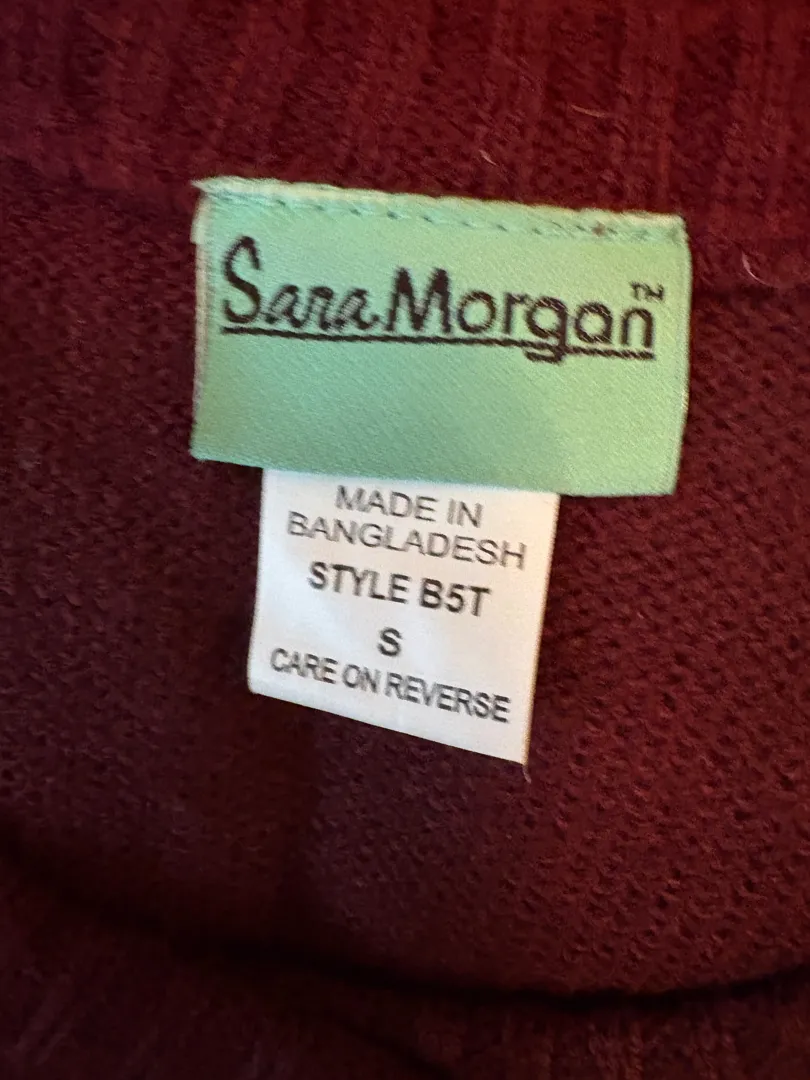 Sara Morgan™
MADE IN
BANGLADESH
STYLE B5T
S
CARE ON REVERSE